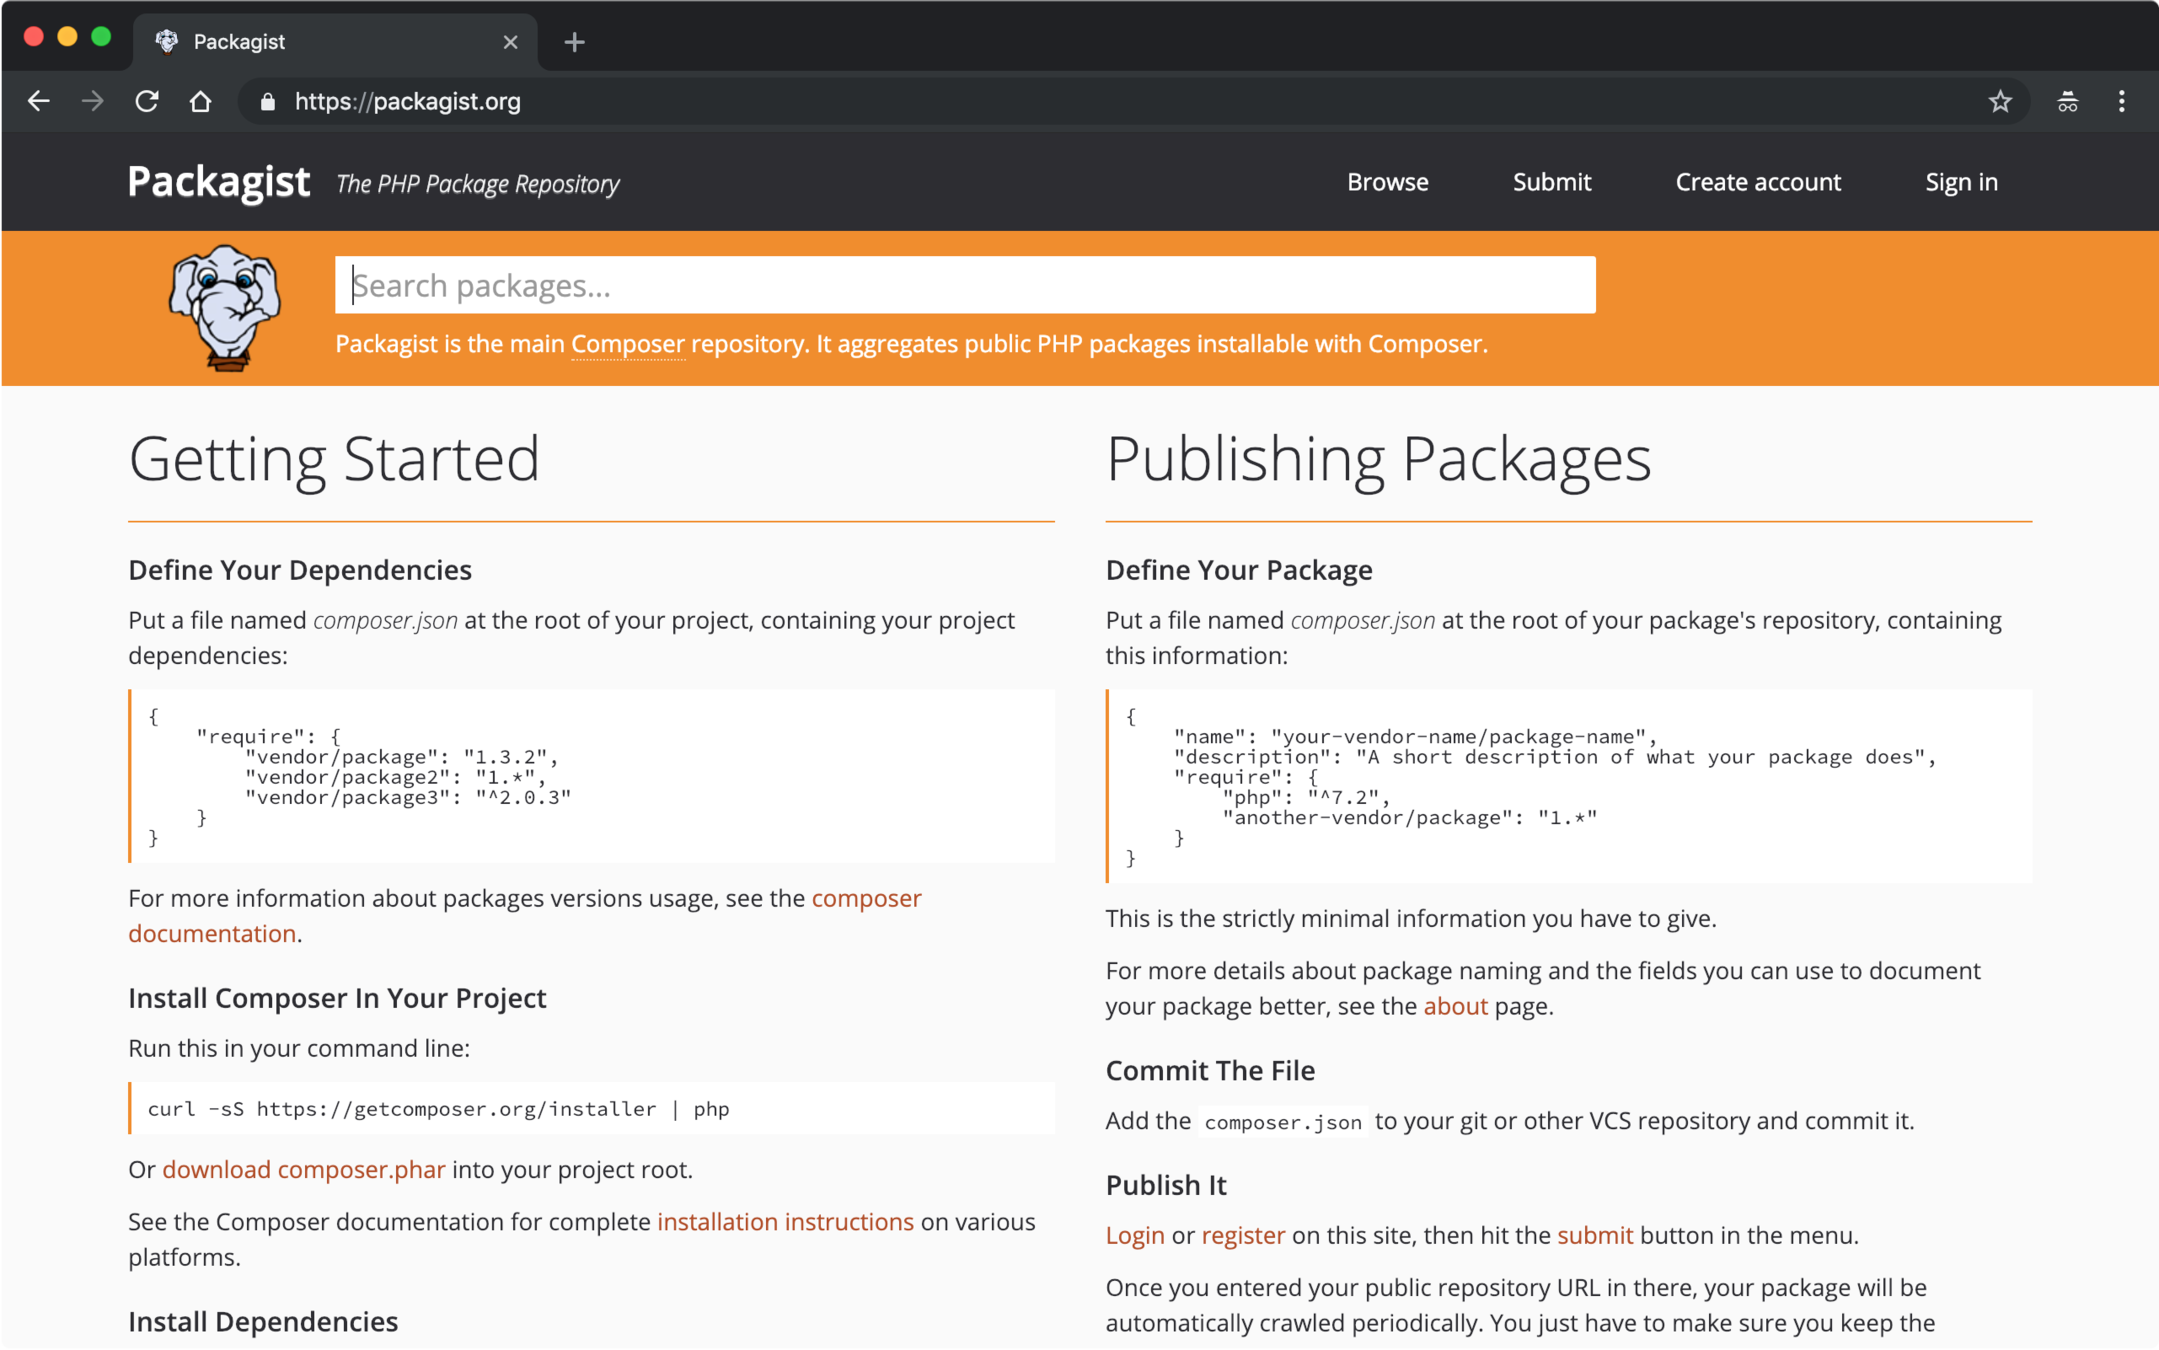 Packagist
https://packagist.org
Packagist The PHP Package Repository Browse Submit Create account Sign in
Search packages...
Packagist is the main Composer repository. It aggregates public PHP packages installable with Composer.
Getting Started
Define Your Dependencies
Put a file named composer.json at the root of your project, containing your project
dependencies:
{
    "require": {
        "vendor/package": "1.3.2",
        "vendor/package2": "1.*",
        "vendor/package3": "^2.0.3"
    }
}
For more information about packages versions usage, see the composer
documentation.
Install Composer In Your Project
Run this in your command line:
curl -sS https://getcomposer.org/installer | php
Or download composer.phar into your project root.
See the Composer documentation for complete installation instructions on various
platforms.
Install Dependencies
Publishing Packages
Define Your Package
Put a file named composer.json at the root of your package's repository, containing
this information:
{
    "name": "your-vendor-name/package-name",
    "description": "A short description of what your package does",
    "require": {
        "php": "^7.2",
        "another-vendor/package": "1.*"
    }
}
This is the strictly minimal information you have to give.
For more details about package naming and the fields you can use to document
your package better, see the about page.
Commit The File
Add the composer.json to your git or other VCS repository and commit it.
Publish It
Login or register on this site, then hit the submit button in the menu.
Once you entered your public repository URL in there, your package will be
automatically crawled periodically. You just have to make sure you keep the